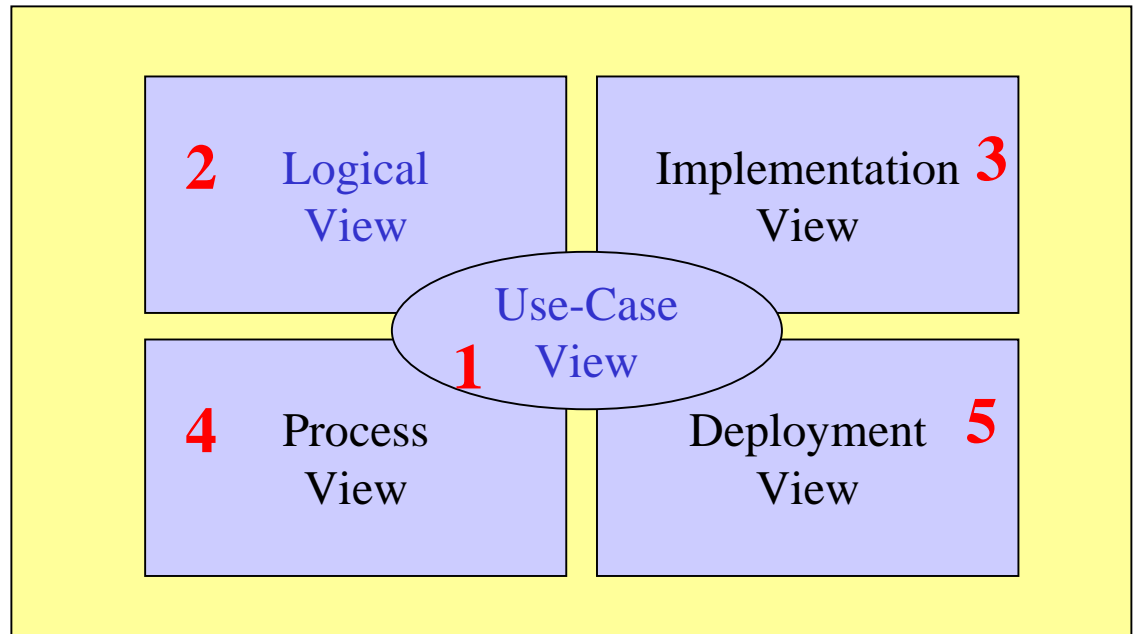 2 Logical
View
Implementation 3
View
Use-Case
1 View
4 Process
View
Deployment 5
View